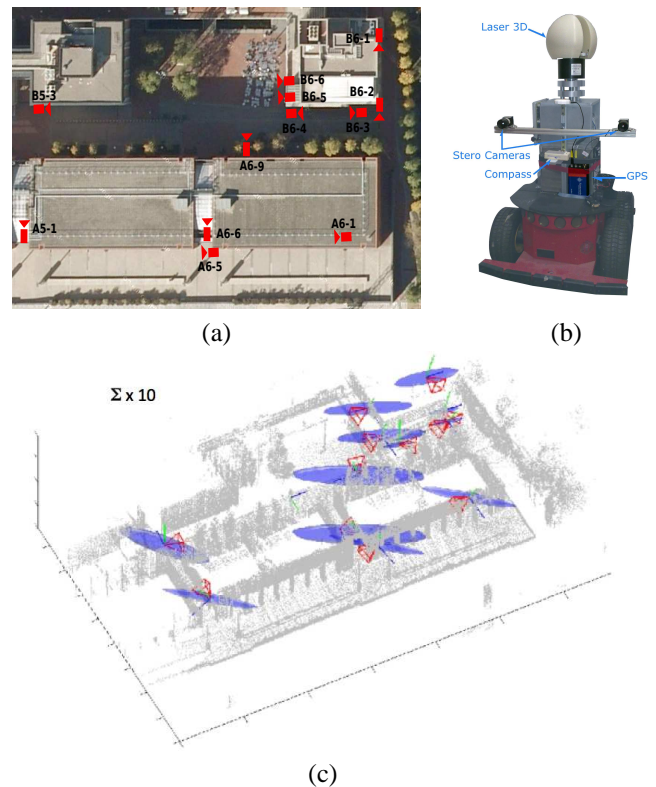 B6-1
B6-6
B5-3
B6-5
B6-2
B6-4
B6-3
A6-9
A5-1
A6-6
A6-1
A6-5
Laser 3D
Stero Cameras
Compass
GPS
(a)
(b)
Σ x 10
(c)